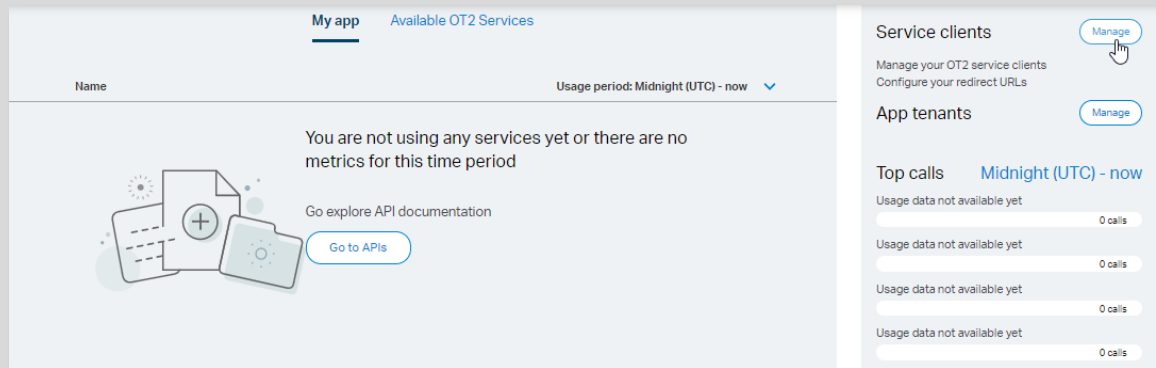 My app
Available OT2 Services
Name
Usage period: Midnight (UTC) - now
You are not using any services yet or there are no
metrics for this time period
Go explore API documentation
Go to APIs
Service clients
Manage
Manage your OT2 service clients
Configure your redirect URLs
App tenants
Manage
Top calls
Midnight (UTC) - now
Usage data not available yet
0 calls
Usage data not available yet
0 calls
Usage data not available yet
0 calls
Usage data not available yet
0 calls